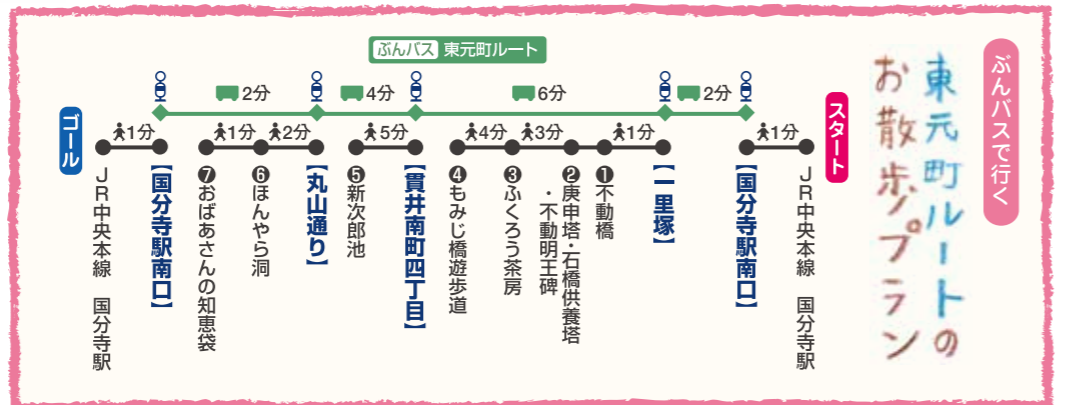 ぶんバスで行く
東元町ルートの
お散歩プラン
ぶんバス 東元町ルート
スタート
JR中央本線 国分寺駅
1分
【国分寺駅南口】
2分
【一里塚】
1分
❶不動橋
❷庚申塔・石橋供養塔
・不動明王碑
3分
❸ふくろう茶房
4分
❹もみじ橋遊歩道
6分
【貫井南町四丁目】
5分
❺新次郎池
4分
【丸山通り】
2分
❻ほんやら洞
1分
❼おばあさんの知恵袋
2分
【国分寺駅南口】
1分
JR中央本線 国分寺駅
ゴール